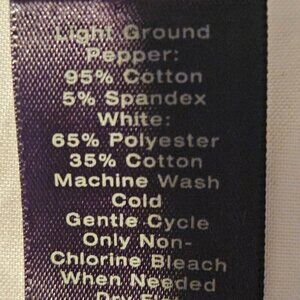 Light Ground
Pepper:
95% Cotton
5% Spandex
White:
65% Polyester
35% Cotton
Machine Wash
Cold
Gentle Cycle
Only Non-
Chlorine Bleach
When Needed